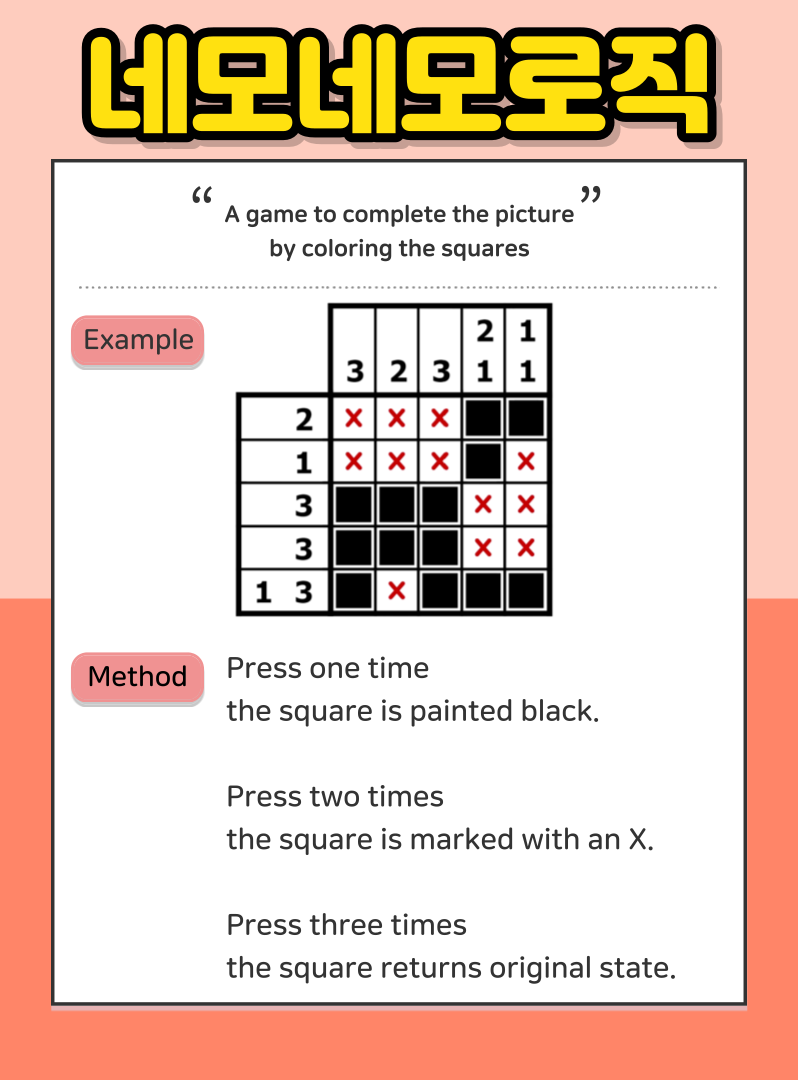 네모네모로직
“ A game to complete the picture ”
by coloring the squares
Example
2 1
3 2 3 1 1
2 X X X
1 X X X X
3 X X
3 X X
1 3 X
Method
Press one time
the square is painted black.
Press two times
the square is marked with an X.
Press three times
the square returns original state.